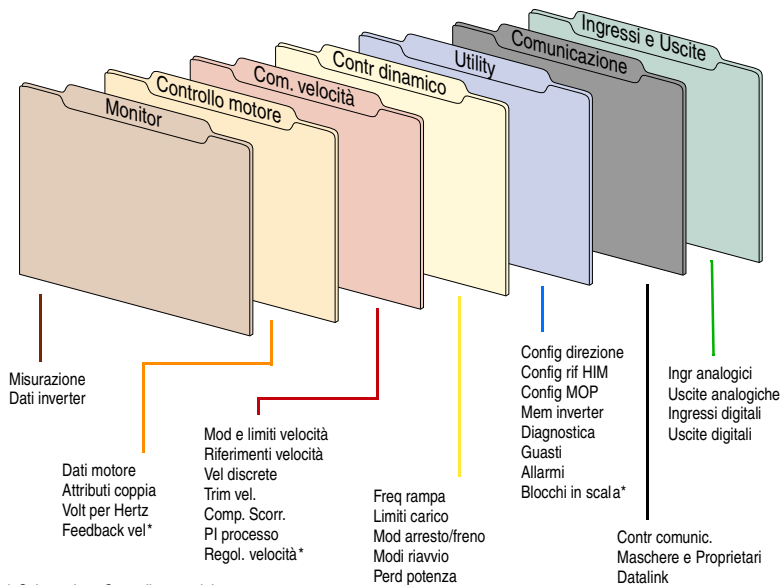 Ingressi e Uscite
Comunicazione
Utility
Contr dinamico
Com. velocità
Controllo motore
Monitor
Misurazione
Dati inverter
Dati motore
Attributi coppia
Volt per Hertz
Feedback vel*
Mod e limiti velocità
Riferimenti velocità
Vel discrete
Trim vel.
Comp. Scorr.
PI processo
Regol. velocità*
Freq rampa
Limiti carico
Mod arresto/freno
Modi riavvio
Perd potenza
Config direzione
Config rif HIM
Config MOP
Mem inverter
Diagnostica
Guasti
Allarmi
Blocchi in scala*
Contr comunic.
Maschere e Proprietari
Datalink
Ingr analogici
Uscite analogiche
Ingressi digitali
Uscite digitali